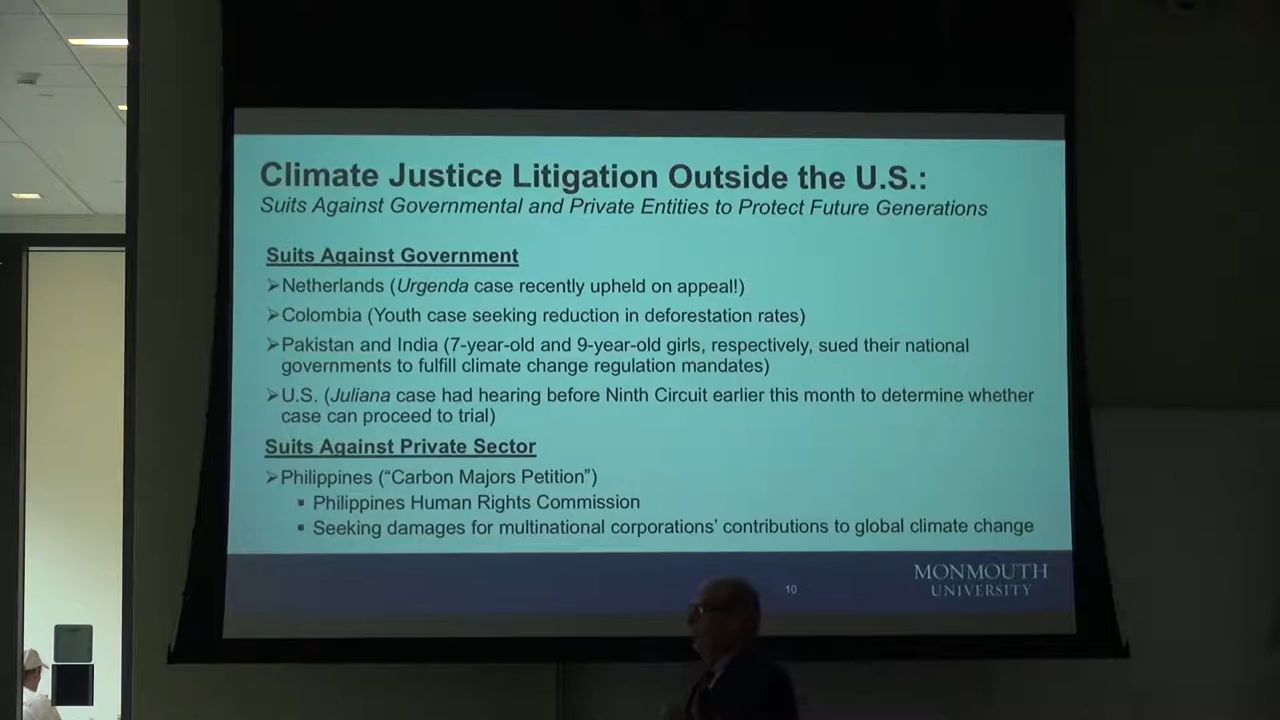 Climate Justice Litigation Outside the U.S.:
Suits Against Governmental and Private Entities to Protect Future Generations
Suits Against Government
➢Netherlands (Urgenda case recently upheld on appeal!)
➢Colombia (Youth case seeking reduction in deforestation rates)
➢Pakistan and India (7-year-old and 9-year-old girls, respectively, sued their national
governments to fulfill climate change regulation mandates)
➢U.S. (Juliana case had hearing before Ninth Circuit earlier this month to determine whether
case can proceed to trial)
Suits Against Private Sector
➢Philippines (“Carbon Majors Petition”)
▪ Philippines Human Rights Commission
▪ Seeking damages for multinational corporations’ contributions to global climate change
10
MONMOUTH
UNIVERSITY